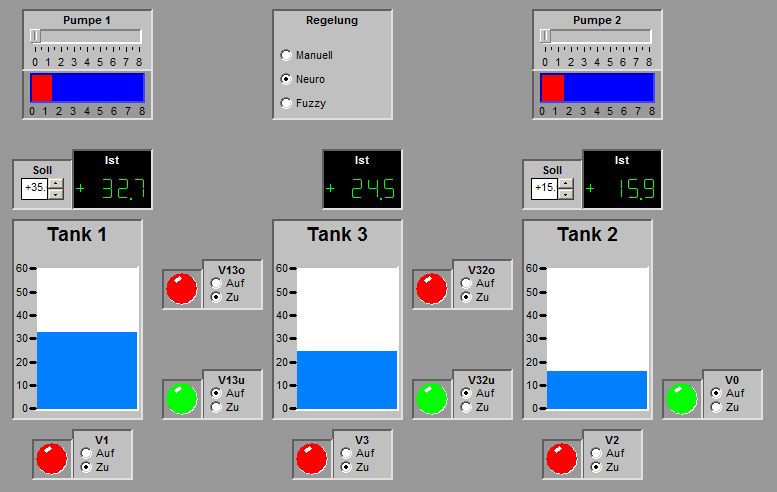 Pumpe 1
0 1 2 3 4 5 6 7 8
0 1 2 3 4 5 6 7 8
Regelung
Manuell
Neuro
Fuzzy
Pumpe 2
0 1 2 3 4 5 6 7 8
0 1 2 3 4 5 6 7 8
Soll
+35.
Ist
+ 32.7
Ist
+ 24.5
Soll
+15.
Ist
+ 15.9
Tank 1
60
50
40
30
20
10
0
V13o
Auf
Zu
V13u
Auf
Zu
Tank 3
60
50
40
30
20
10
0
V32o
Auf
Zu
V32u
Auf
Zu
Tank 2
60
50
40
30
20
10
0
V0
Auf
Zu
V1
Auf
Zu
V3
Auf
Zu
V2
Auf
Zu